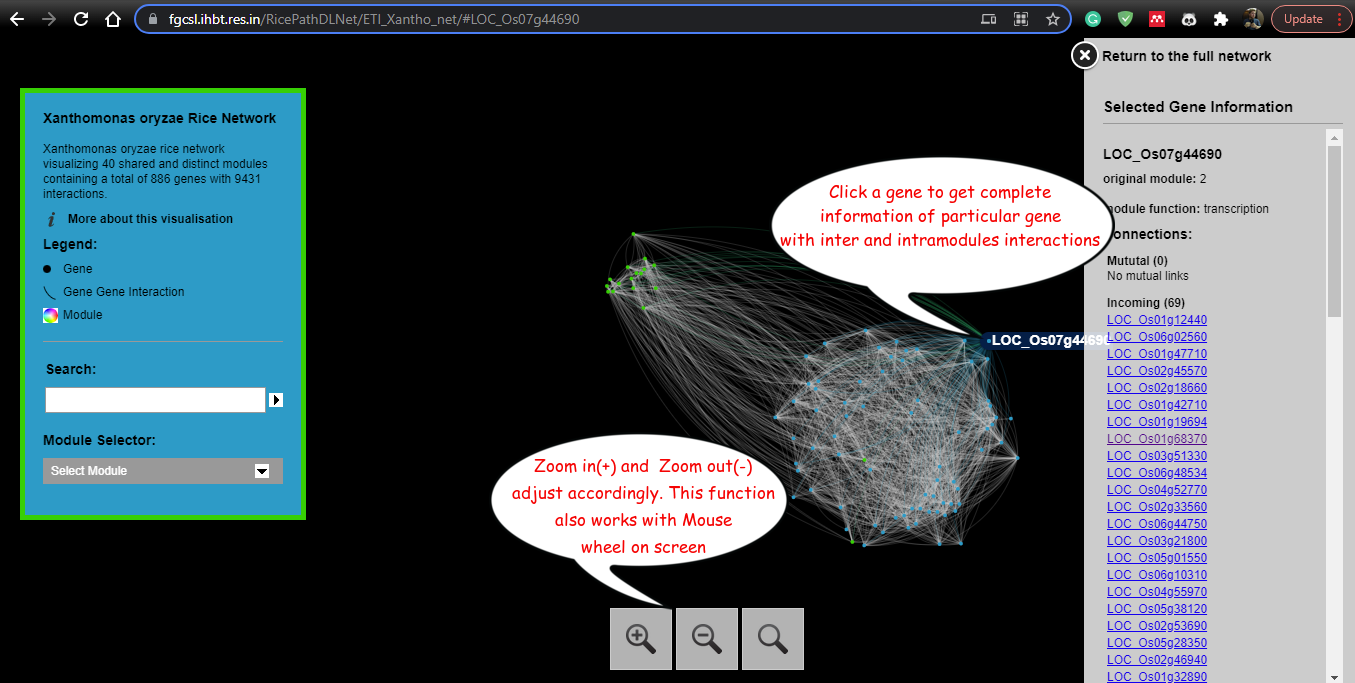 fgcsl.ihbt.res.in/RicePathDLNet/ETI_Xantho_net/#LOC_Os07g44690
Update
Xanthomonas oryzae Rice Network
Xanthomonas oryzae rice network
visualizing 40 shared and distinct modules
containing a total of 886 genes with 9431
interactions.
i More about this visualisation
Legend:
Gene
Gene Gene Interaction
Module
Search:
Module Selector:
Select Module
Click a gene to get complete
information of particular gene
with inter and intramodules interactions
LOC_Os07g44690
Zoom in(+) and Zoom out(-)
adjust accordingly. This function
also works with Mouse
wheel on screen
Return to the full network
Selected Gene Information
LOC_Os07g44690
original module: 2
module function: transcription
Connections:
Mututal (0)
No mutual links
Incoming (69)
LOC_Os01g12440
LOC_Os06g02560
LOC_Os01g47710
LOC_Os02g45570
LOC_Os02g18660
LOC_Os01g42710
LOC_Os01g19694
LOC_Os01g68370
LOC_Os03g51330
LOC_Os06g48534
LOC_Os04g52770
LOC_Os02g33560
LOC_Os06g44750
LOC_Os03g21800
LOC_Os05g01550
LOC_Os06g10310
LOC_Os04g55970
LOC_Os05g38120
LOC_Os02g53690
LOC_Os05g28350
LOC_Os02g46940
LOC_Os01g32890